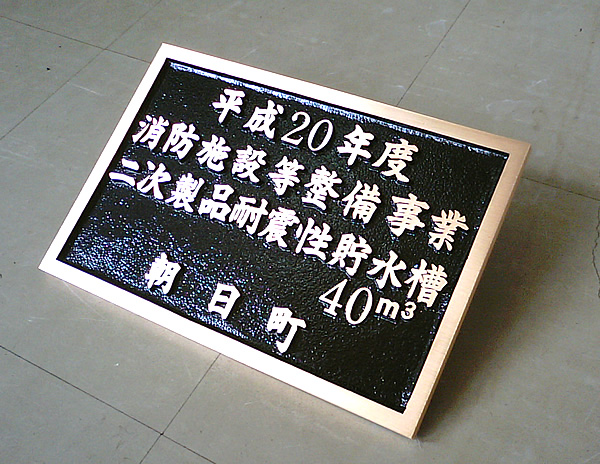 平成20年度
消防施設等整備事業
二次製品耐震性貯水槽
40m³
朝日町